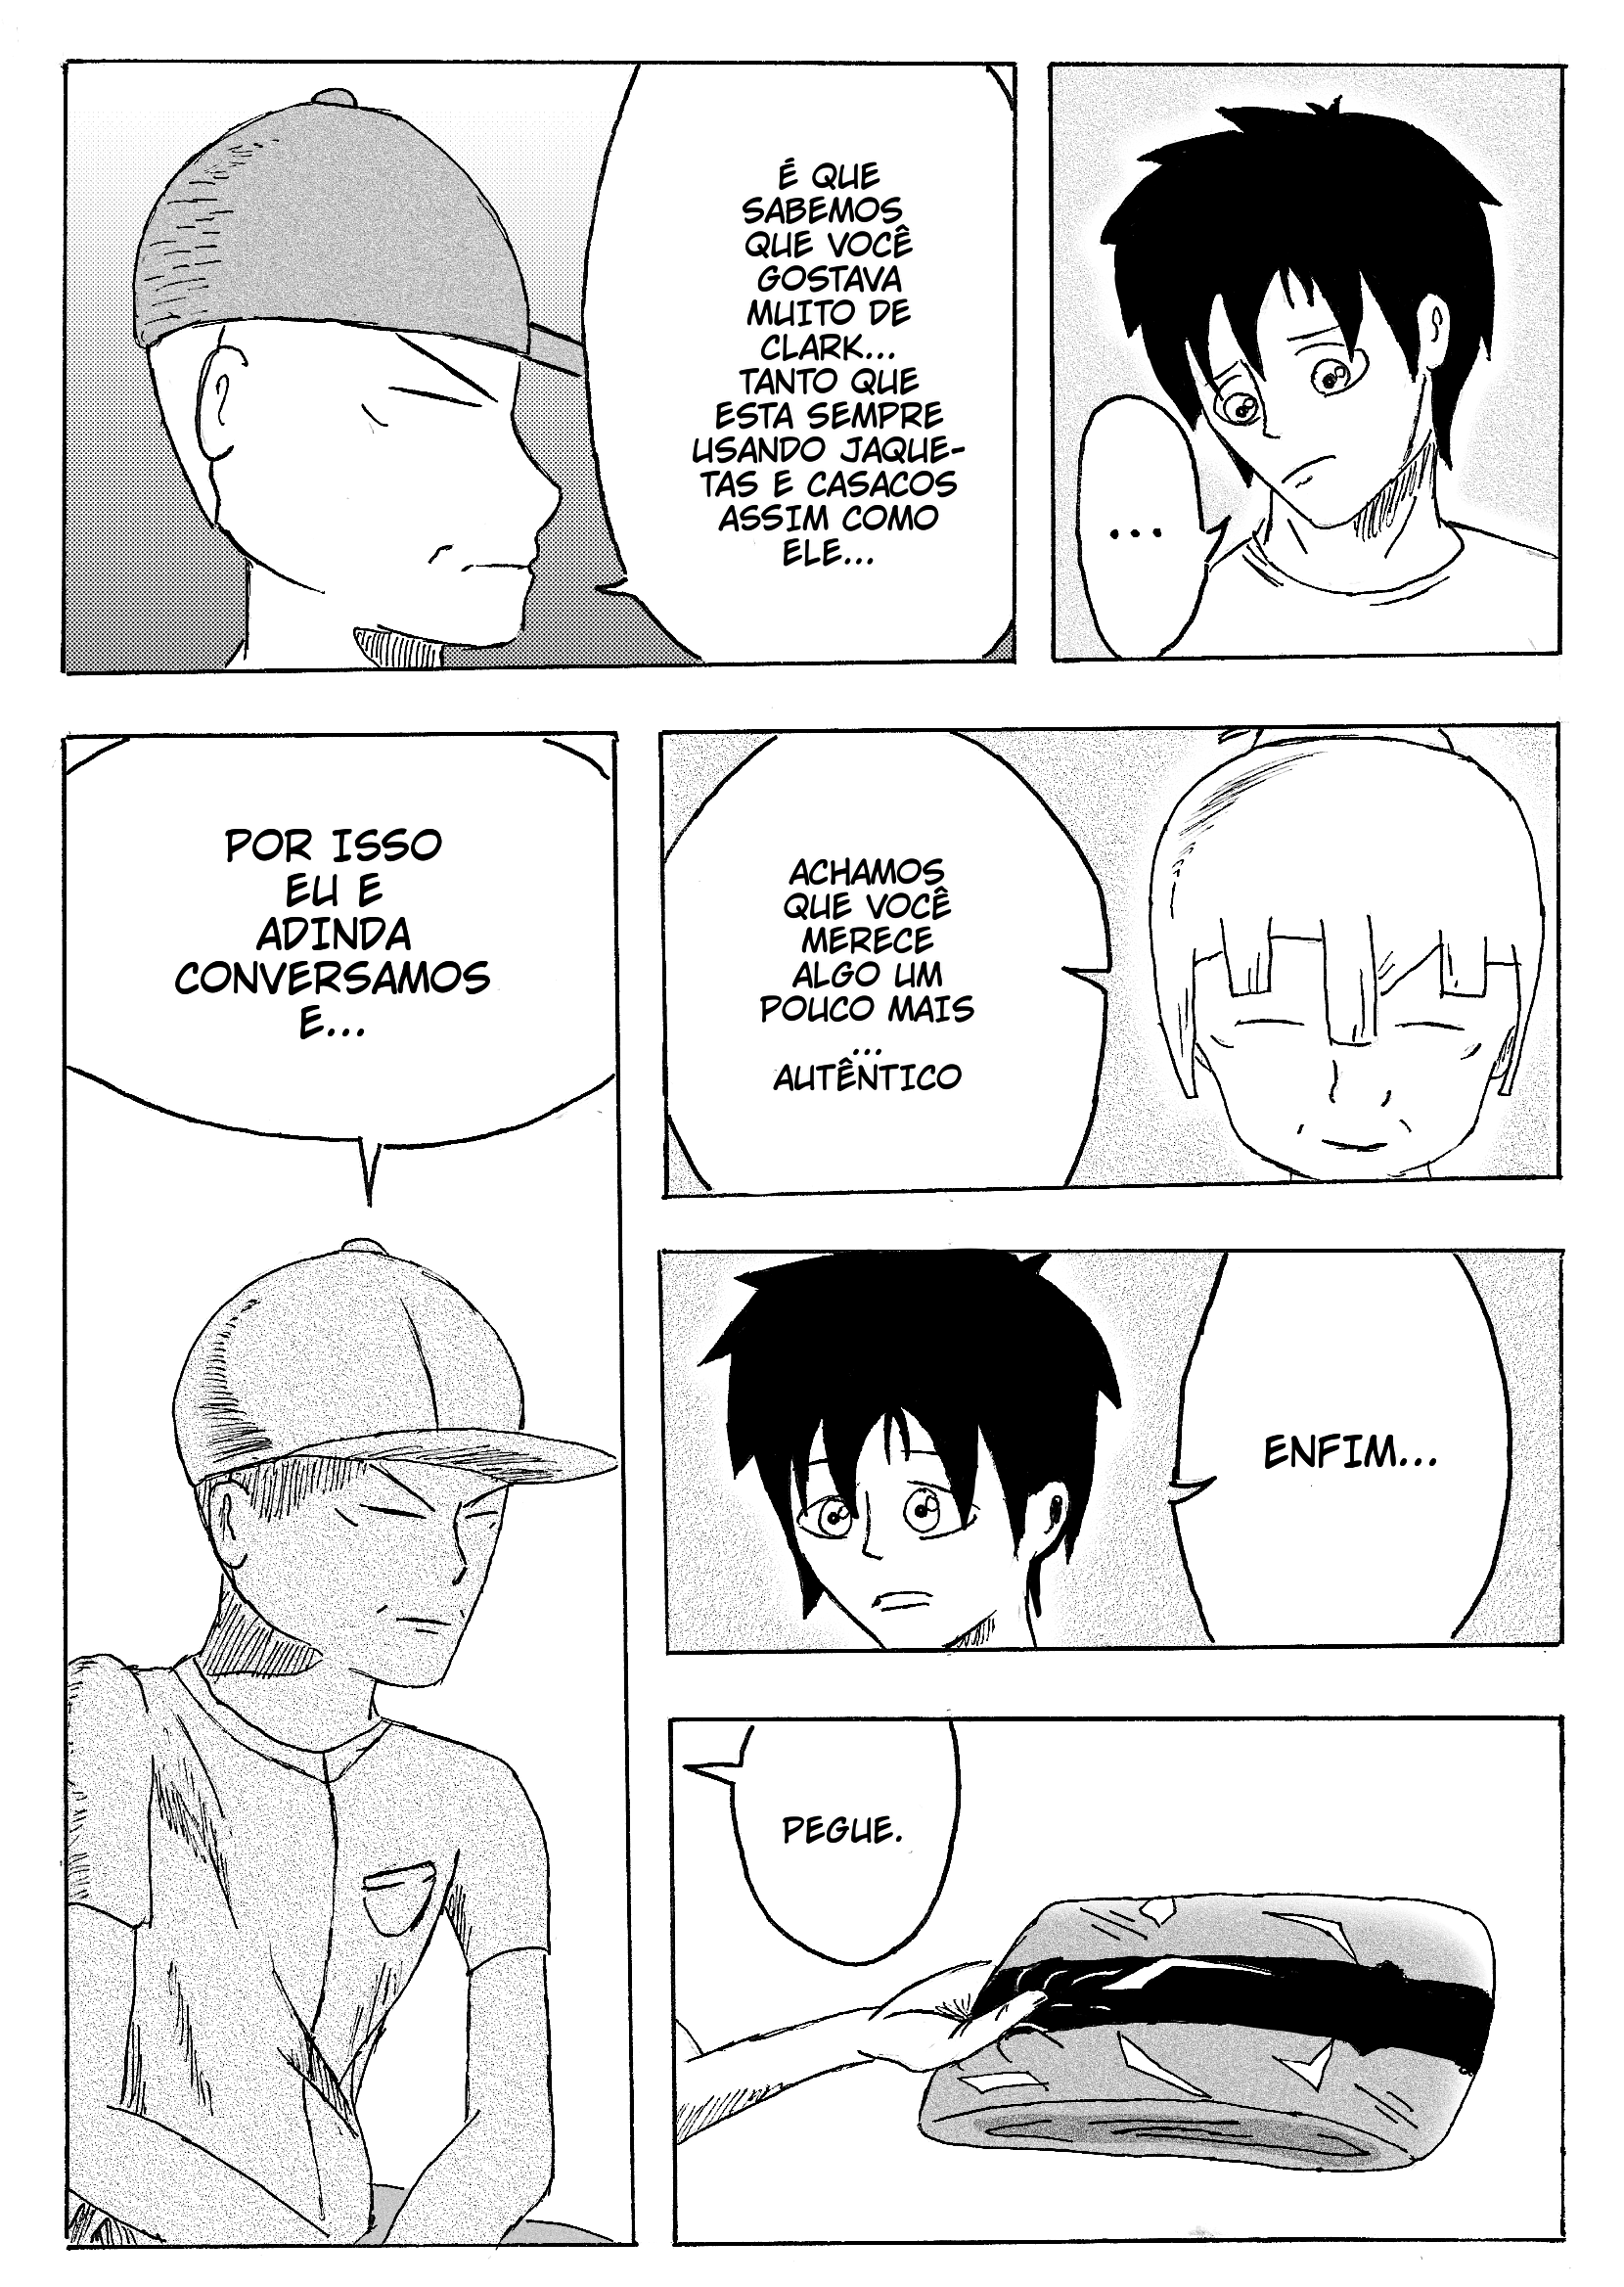 É QUE
SABEMOS
QUE VOCÊ
GOSTAVA
MUITO DE
CLARK...
TANTO QUE
ESTA SEMPRE
USANDO JAQUE-
TAS E CASACOS
ASSIM COMO
ELE...
...
POR ISSO
EU E
ADINDA
CONVERSAMOS
E...
ACHAMOS
QUE VOCÊ
MERECE
ALGO UM
POUCO MAIS
...
AUTÊNTICO
ENFIM...
PEGUE.